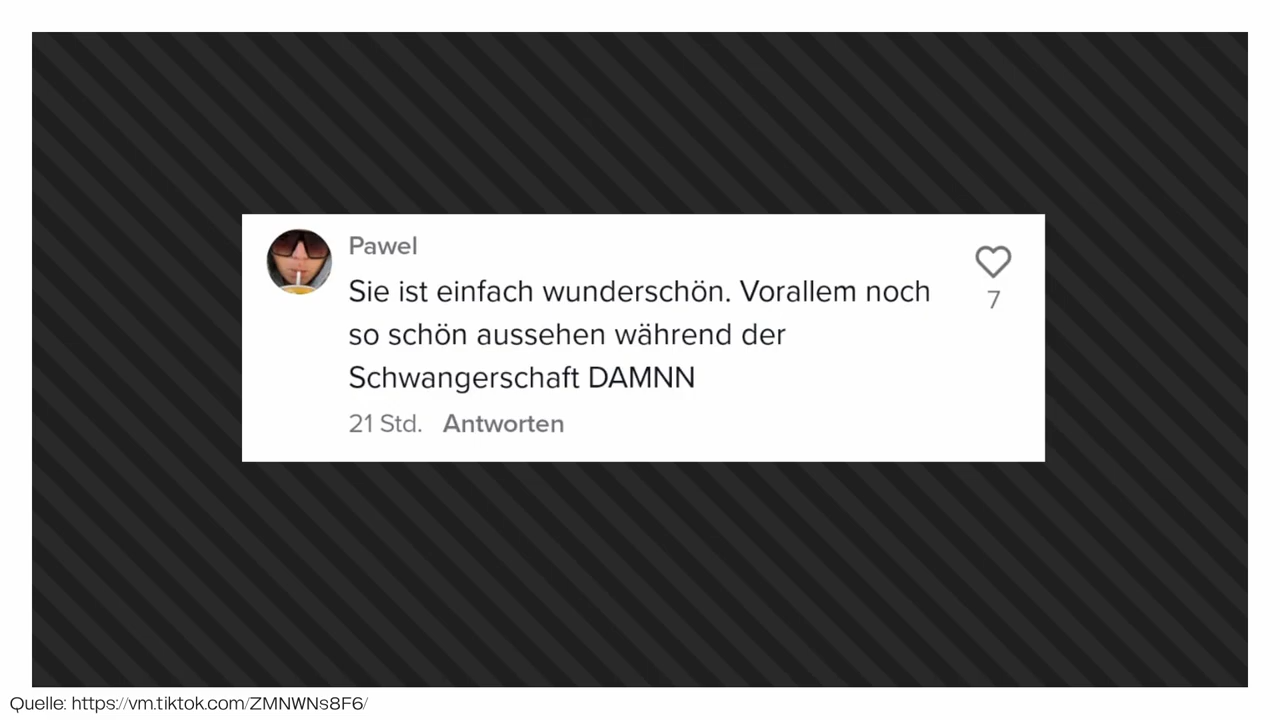 Pawel
Sie ist einfach wunderschön. Vorallem noch
so schön aussehen während der
Schwangerschaft DAMNN
7
21 Std. Antworten
Quelle: https://vm.tiktok.com/ZMNWNs8F6/